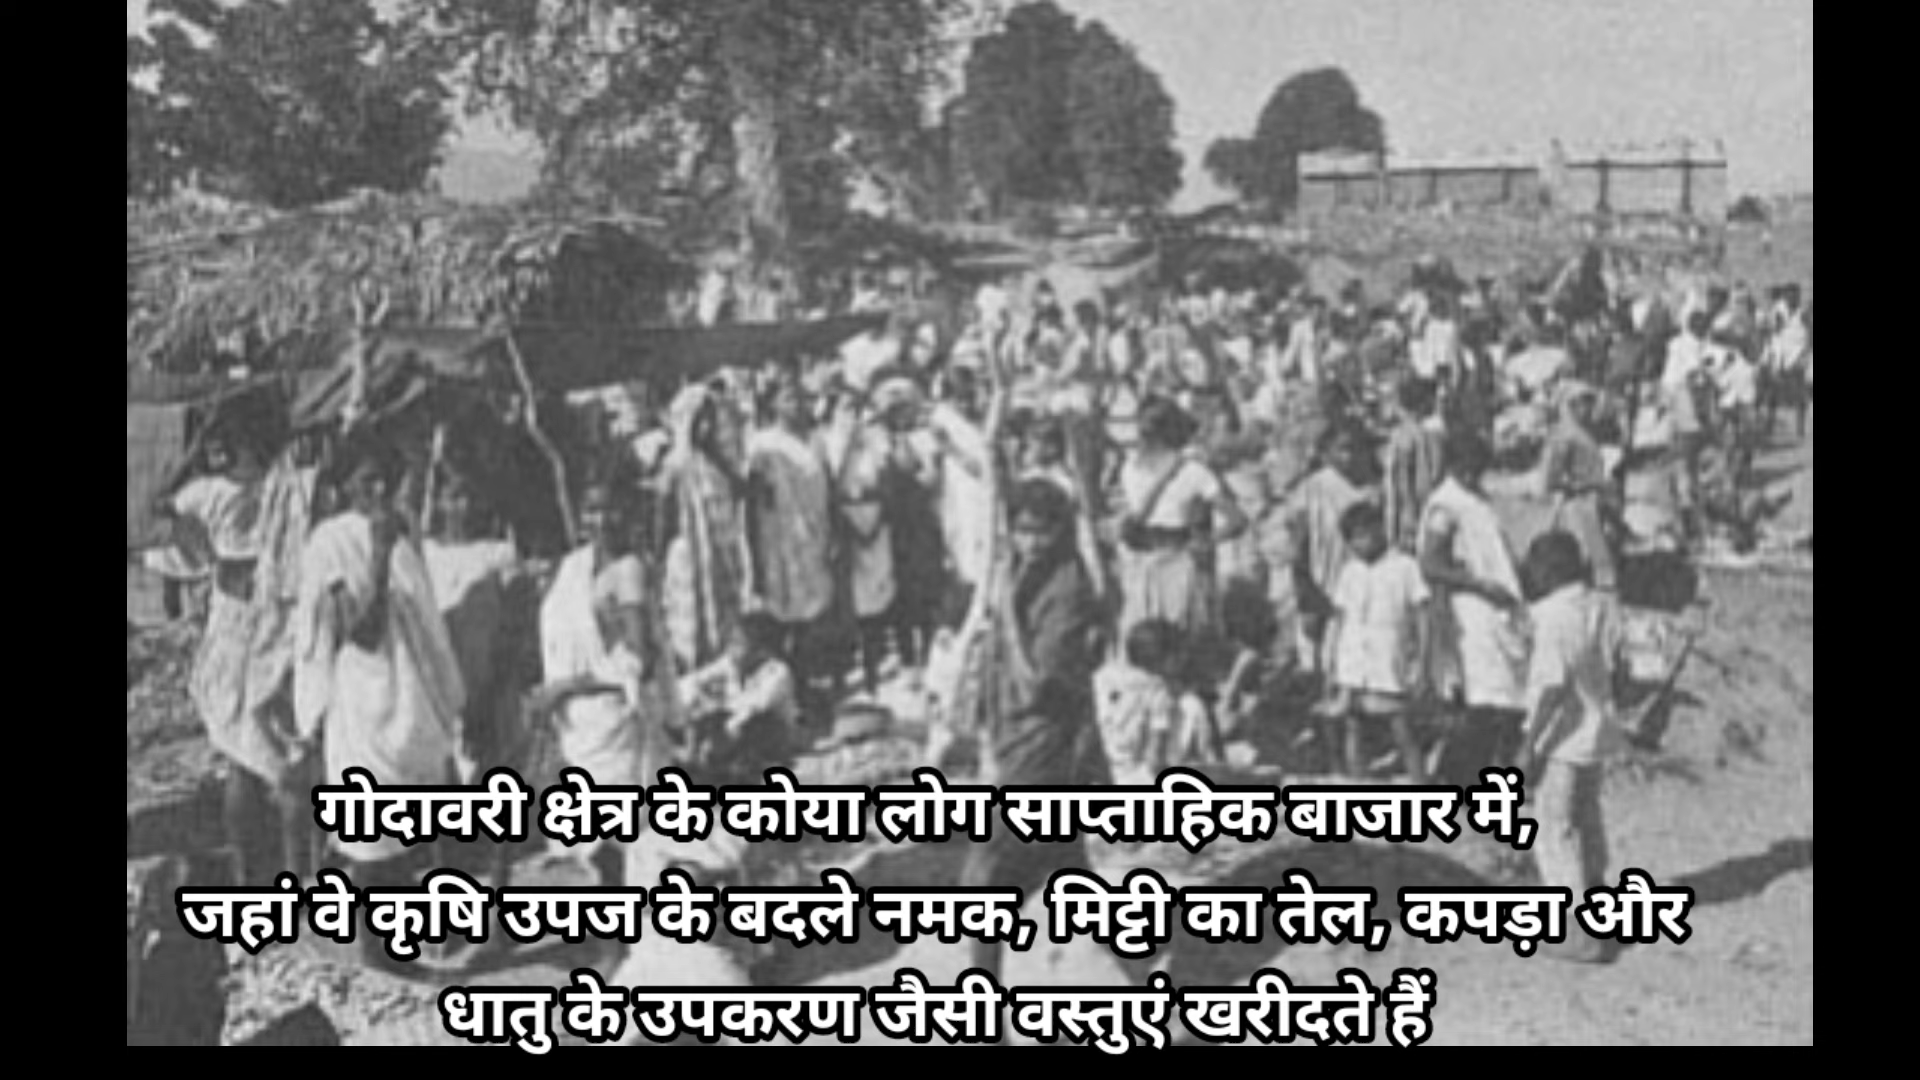 गोदावरी क्षेत्र के कोया लोग साप्ताहिक बाजार में,
जहां वे कृषि उपज के बदले नमक, मिट्टी का तेल, कपड़ा और
धातु के उपकरण जैसी वस्तुएं खरीदते हैं